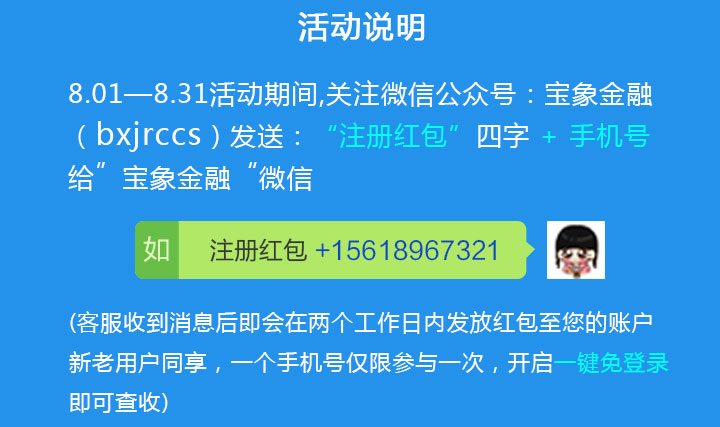 活动说明
8.01—8.31活动期间,关注微信公众号：宝象金融
（bxjrccs）发送：“注册红包”四字 + 手机号
给”宝象金融“微信
如 注册红包 +15618967321
(客服收到消息后即会在两个工作日内发放红包至您的账户
新老用户同享，一个手机号仅限参与一次，开启一键免登录
即可查收)